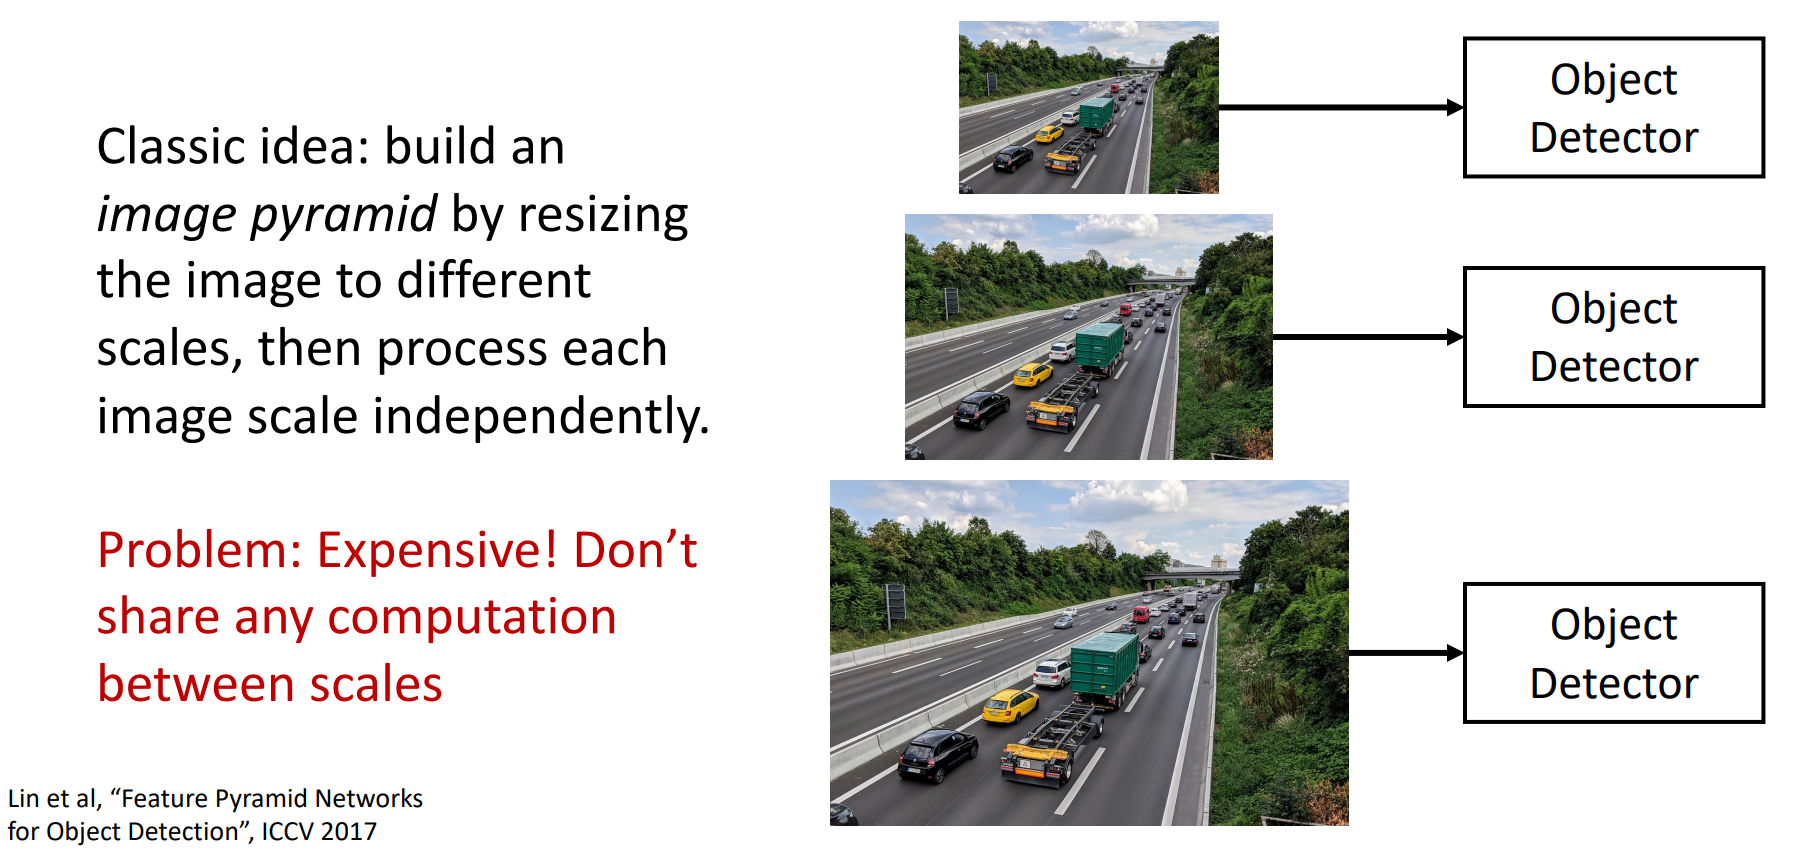 Classic idea: build an
image pyramid by resizing
the image to different
scales, then process each
image scale independently.
Problem: Expensive! Don’t
share any computation
between scales
Lin et al, “Feature Pyramid Networks
for Object Detection”, ICCV 2017
Object
Detector
Object
Detector
Object
Detector